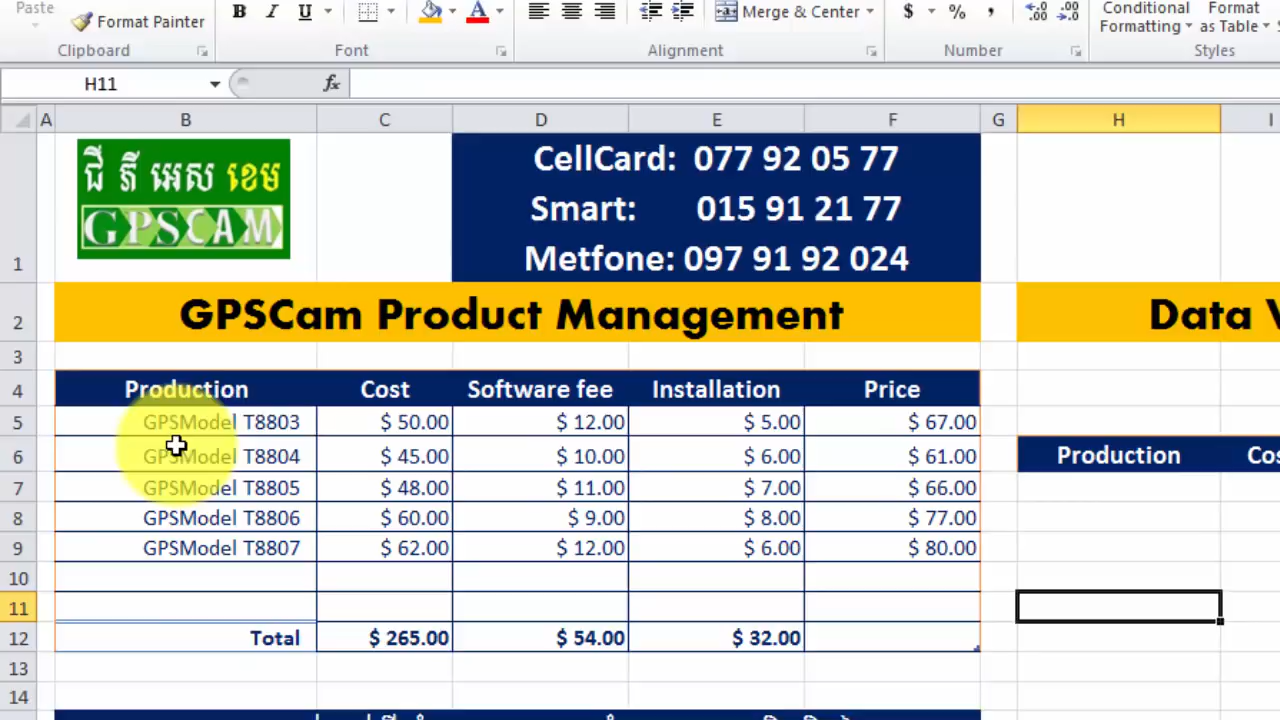 Paste
Format Painter
B I U
Merge & Center
$ % ,
Conditional Formatting
Format as Table
Clipboard
Font
Alignment
Number
Styles
H11
fx
A B C D E F G H I
ជី ភី អេស ខេម
GPSCAM
CellCard: 077 92 05 77
Smart: 015 91 21 77
Metfone: 097 91 92 024
1
2 GPSCam Product Management Data
3
4 Production Cost Software fee Installation Price
5 GPSModel T8803 $ 50.00 $ 12.00 $ 5.00 $ 67.00
6 GPSModel T8804 $ 45.00 $ 10.00 $ 6.00 $ 61.00 Production
7 GPSModel T8805 $ 48.00 $ 11.00 $ 7.00 $ 66.00
8 GPSModel T8806 $ 60.00 $ 9.00 $ 8.00 $ 77.00
9 GPSModel T8807 $ 62.00 $ 12.00 $ 6.00 $ 80.00
10
11
12 Total $ 265.00 $ 54.00 $ 32.00
13
14